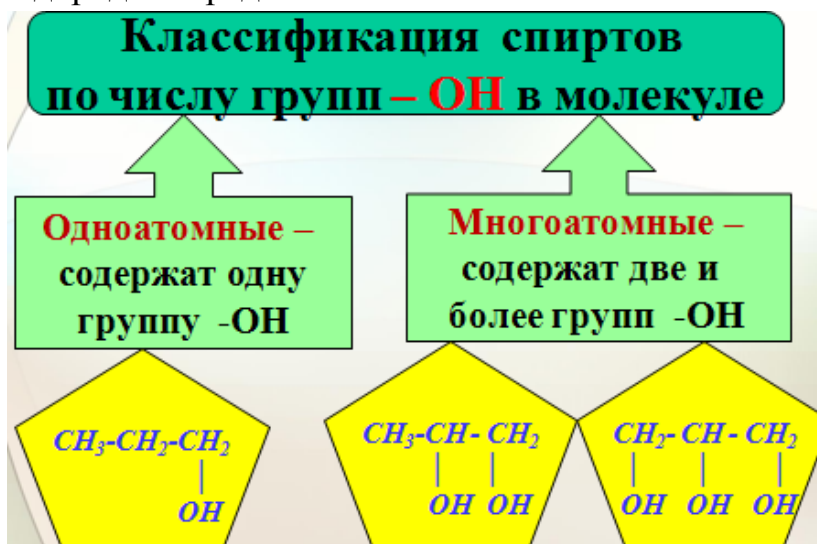 Классификация спиртов
по числу групп – ОН в молекуле
Одноатомные –
содержат одну
группу -ОН
Многоатомные –
содержат две и
более групп -ОН
CH₃-CH₂-CH₂
|
OH
CH₃-CH- CH₂
| |
OH OH
CH₂- CH - CH₂
| | |
OH OH OH